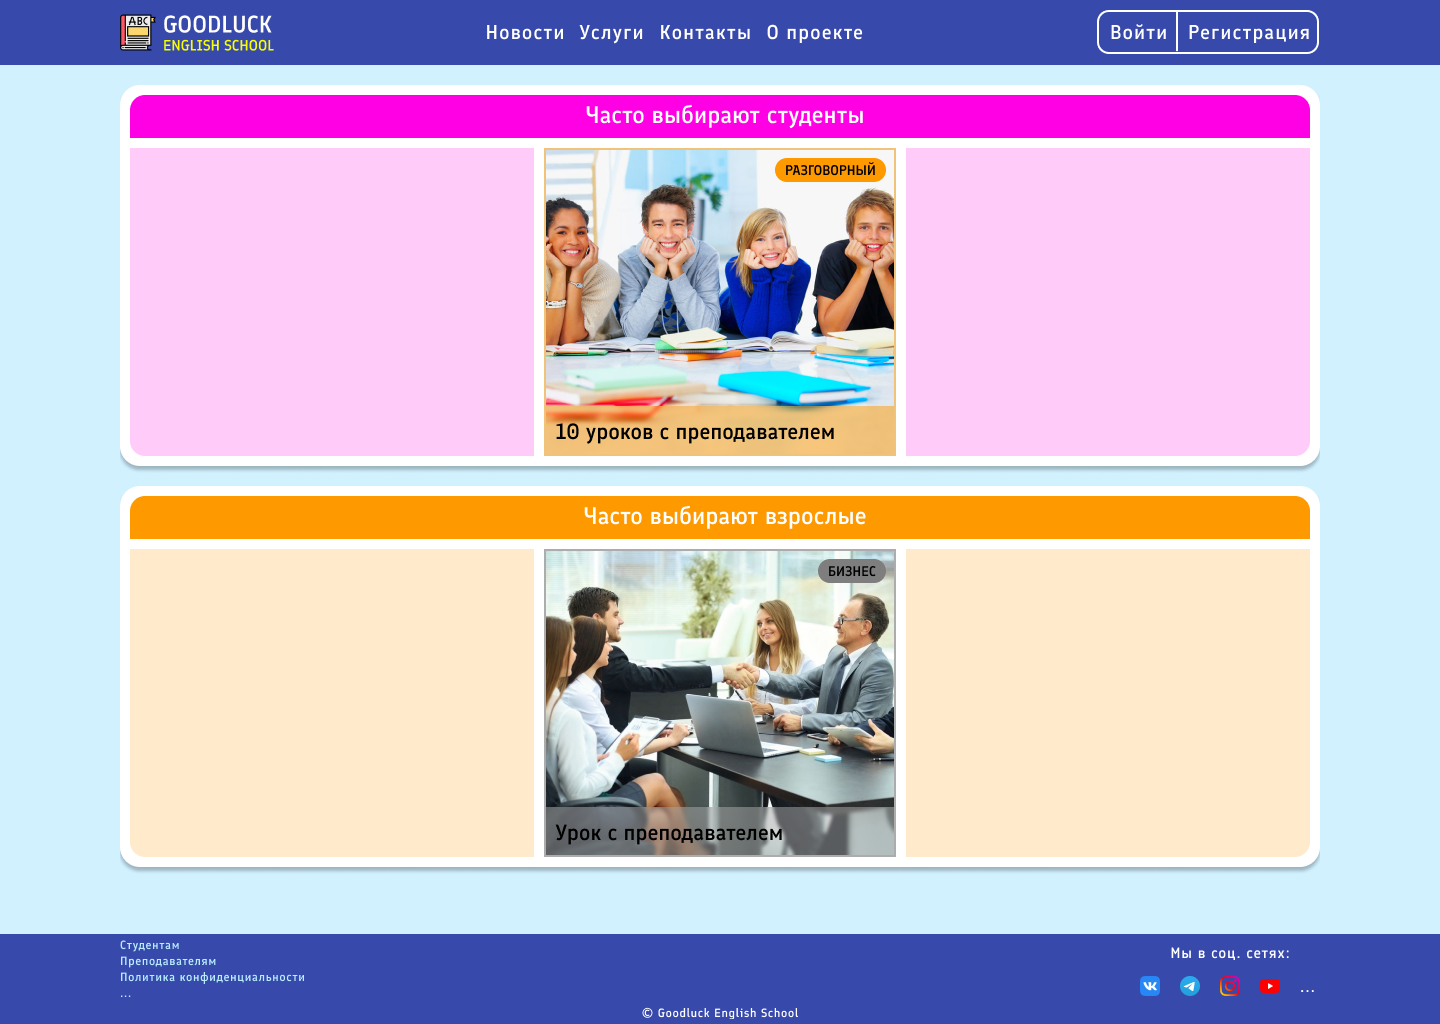 ABC
GOODLUCK
ENGLISH SCHOOL
Новости Услуги Контакты О проекте
Войти Регистрация
Часто выбирают студенты
РАЗГОВОРНЫЙ
10 уроков с преподавателем
Часто выбирают взрослые
БИЗНЕС
Урок с преподавателем
Студентам
Преподавателям
Политика конфиденциальности
...
Мы в соц. сетях:
...
© Goodluck English School